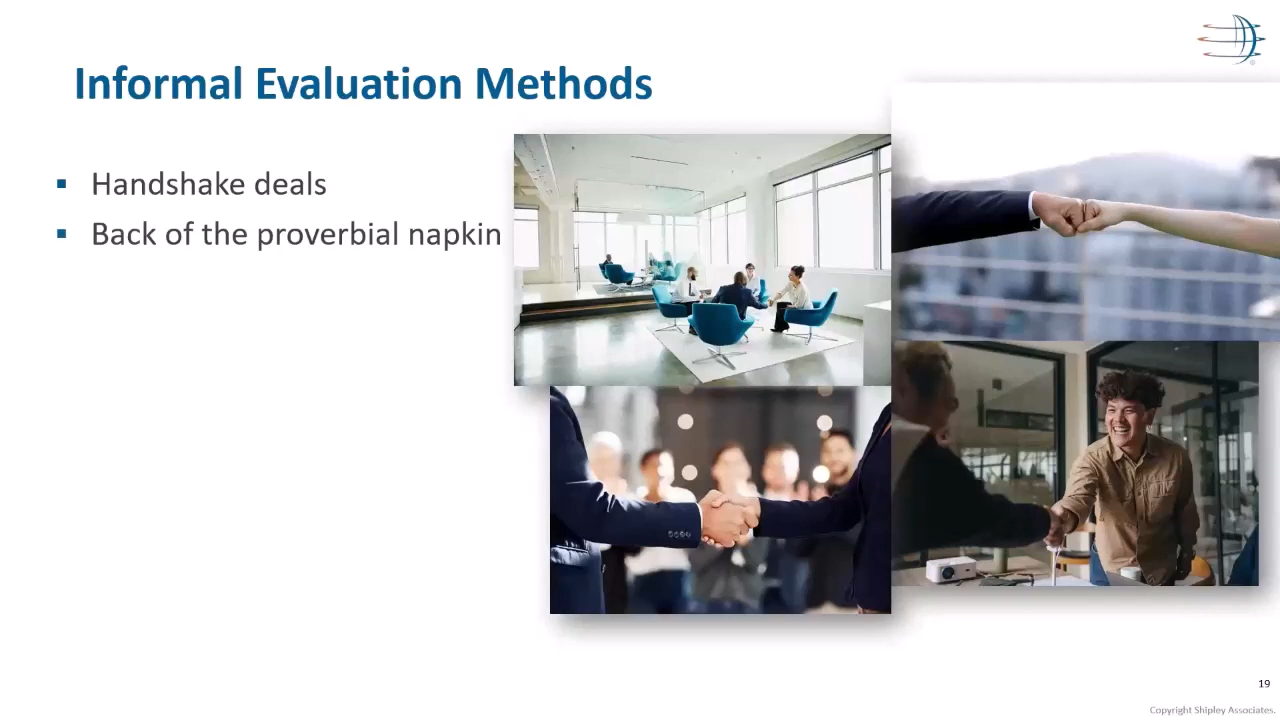 Informal Evaluation Methods
▪ Handshake deals
▪ Back of the proverbial napkin
19
Copyright Shipley Associates.